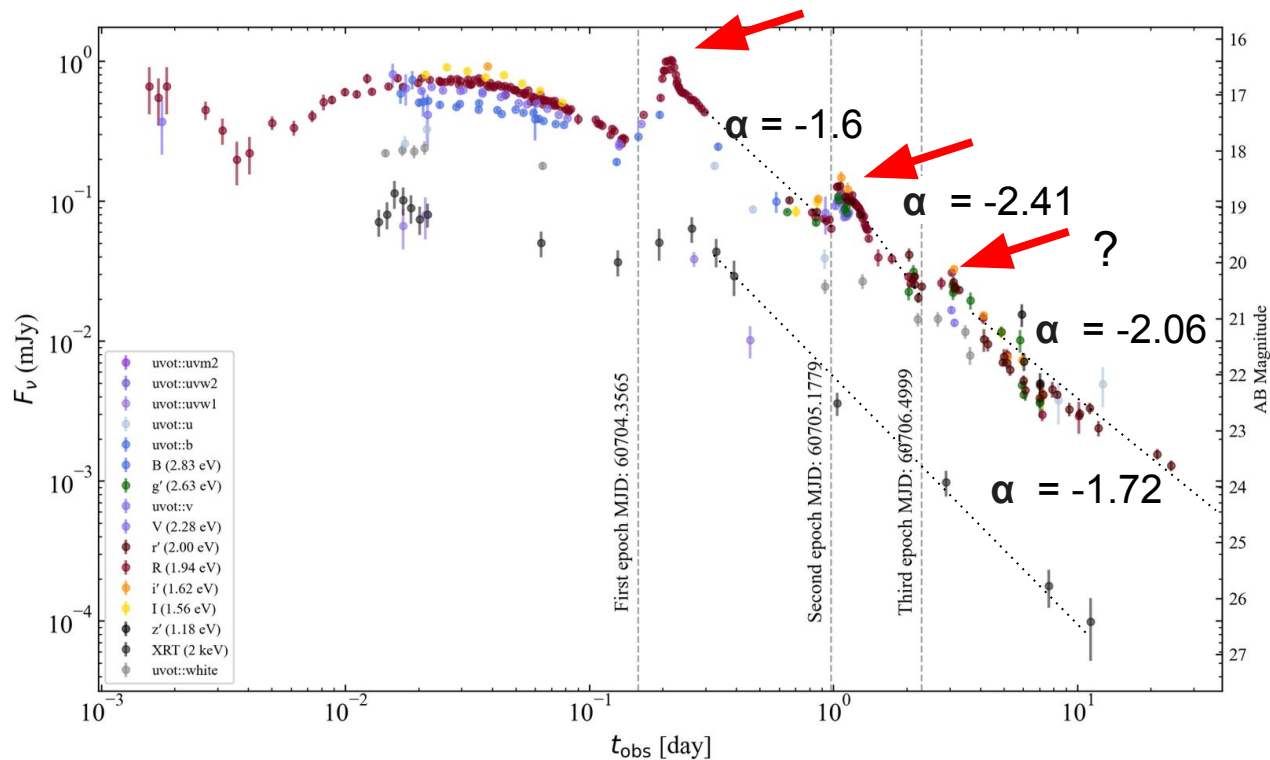 10⁰
10⁻¹
10⁻²
10⁻³
10⁻⁴
F_ν (mJy)
16
17
18
19
20
21
22
23
24
25
26
27
AB Magnitude
α = -1.6
α = -2.41
?
α = -2.06
α = -1.72
First epoch MJD: 60704.3565
Second epoch MJD: 60705.1779
Third epoch MJD: 60706.4999
uvot::uvm2
uvot::uvw2
uvot::uvw1
uvot::u
uvot::b
B (2.83 eV)
g′ (2.63 eV)
uvot::v
V (2.28 eV)
r′ (2.00 eV)
R (1.94 eV)
i′ (1.62 eV)
I (1.56 eV)
z′ (1.18 eV)
XRT (2 keV)
uvot::white
10⁻³
10⁻²
10⁻¹
10⁰
10¹
t_obs [day]